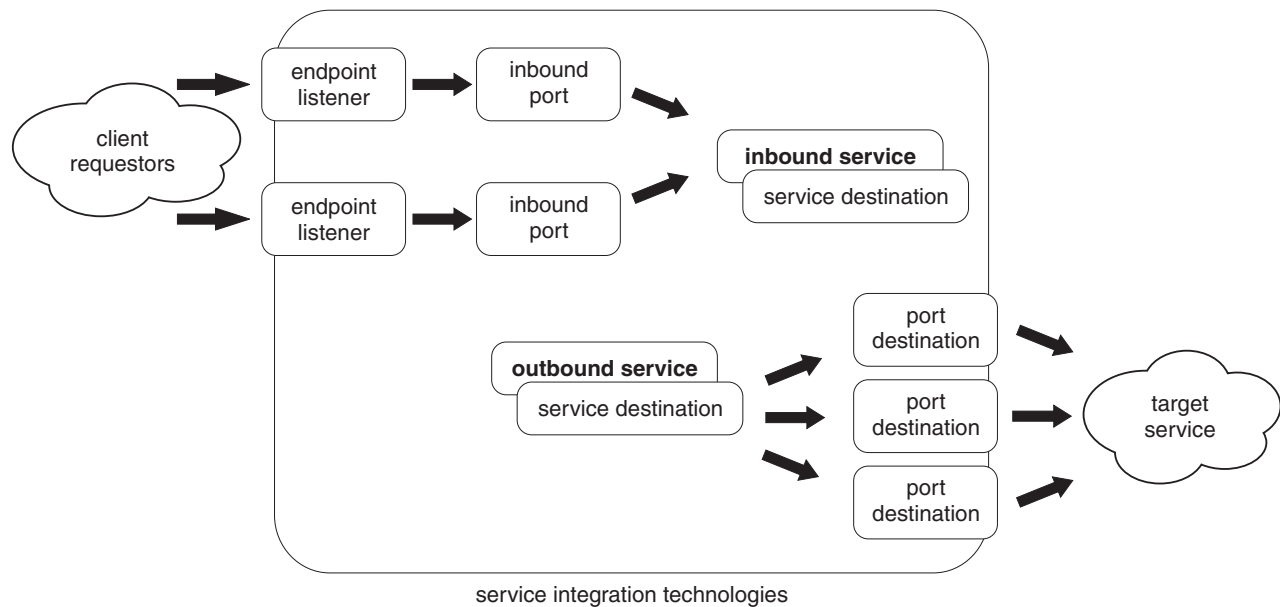 endpoint
listener
inbound
port
client
requestors
inbound service
service destination
endpoint
listener
inbound
port
port
destination
outbound service
service destination
port
destination
target
service
port
destination
service integration technologies